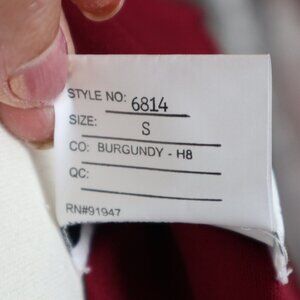 STYLE NO: 6814
SIZE: S
CO: BURGUNDY - H8
QC:
RN#91947